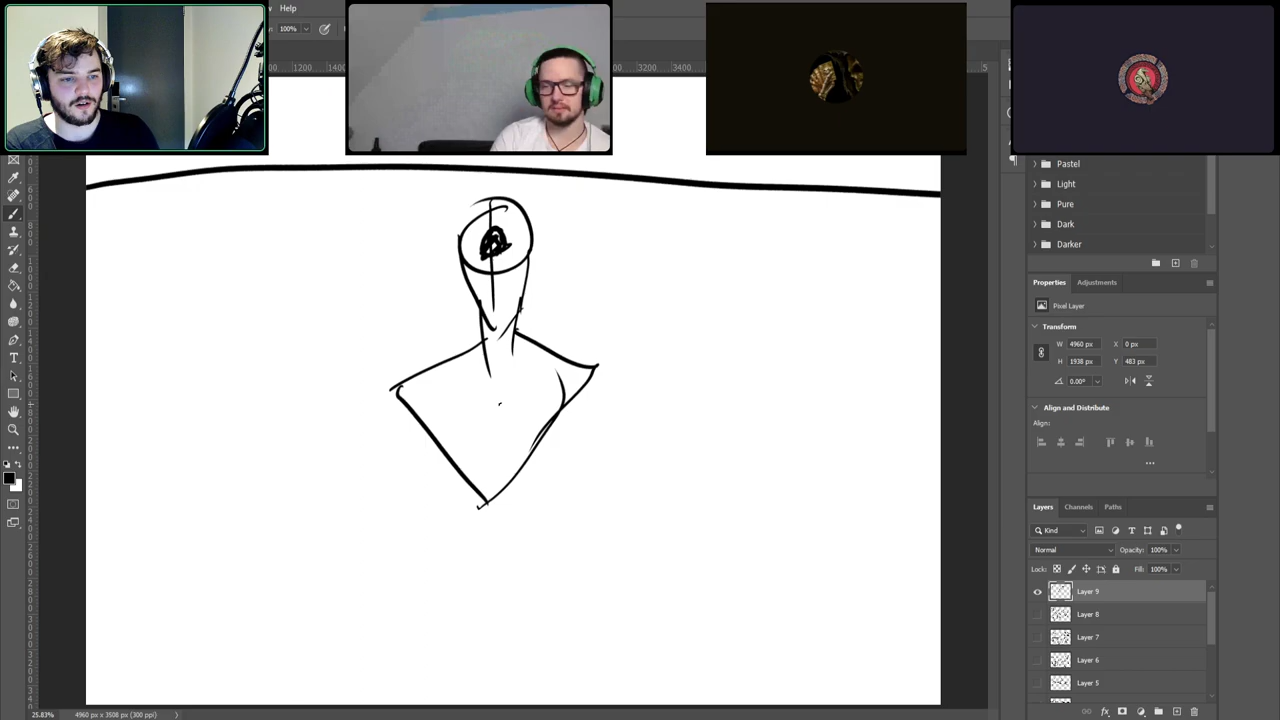 Help
100%
1200
1400
3200
3400
5
Pastel
Light
Pure
Dark
Darker
Properties
Adjustments
Pixel Layer
Transform
W
4960 px
X
0 px
H
1938 px
Y
483 px
0.00°
Align and Distribute
Align:
Layers
Channels
Paths
Kind
Normal
Opacity:
100%
Lock:
Fill:
100%
Layer 9
Layer 8
Layer 7
Layer 6
Layer 5
25.83%
4960 px x 3508 px (300 ppi)